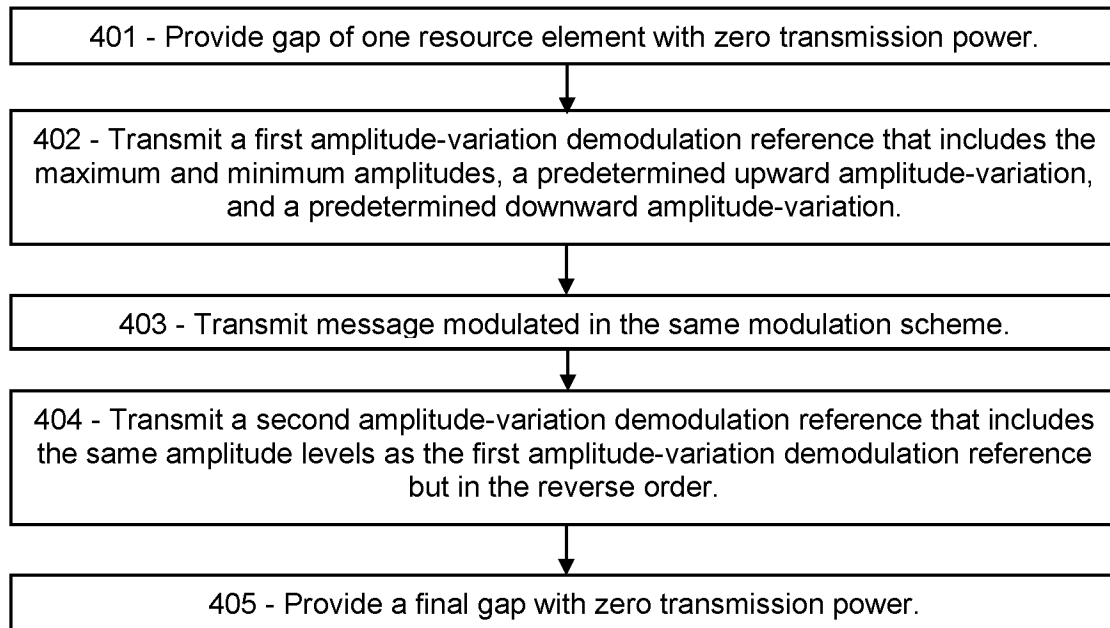 401 - Provide gap of one resource element with zero transmission power.
402 - Transmit a first amplitude-variation demodulation reference that includes the
maximum and minimum amplitudes, a predetermined upward amplitude-variation,
and a predetermined downward amplitude-variation.
403 - Transmit message modulated in the same modulation scheme.
404 - Transmit a second amplitude-variation demodulation reference that includes
the same amplitude levels as the first amplitude-variation demodulation reference
but in the reverse order.
405 - Provide a final gap with zero transmission power.